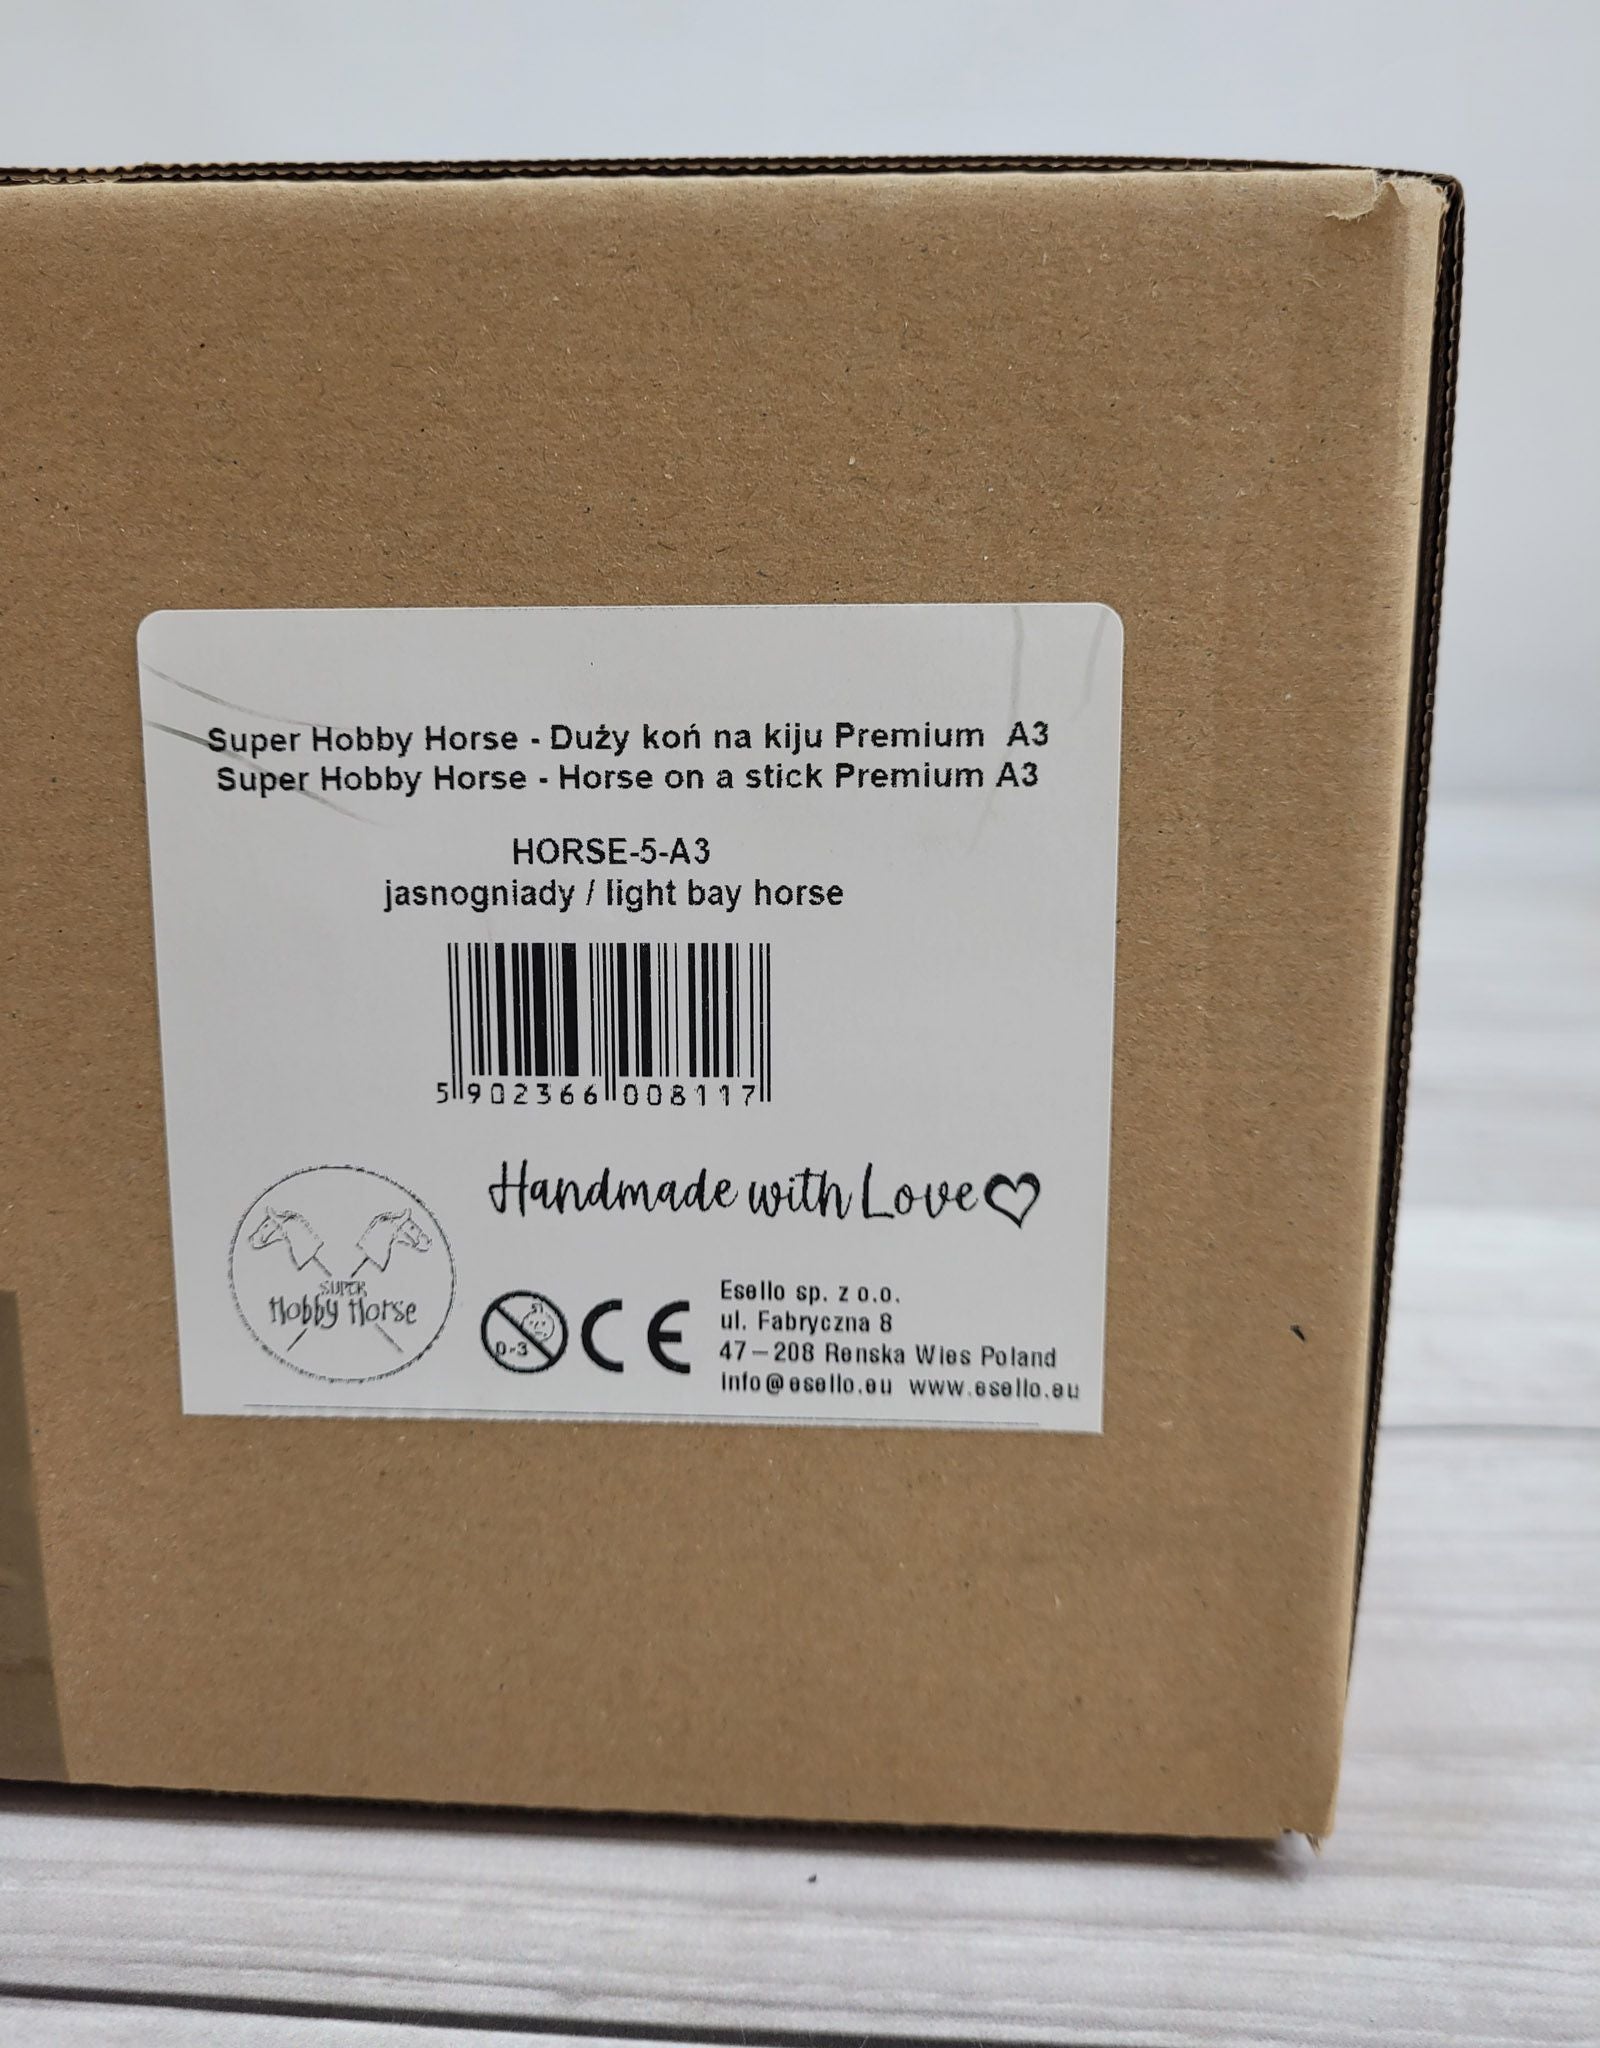 Super Hobby Horse - Duży koń na kiju Premium A3
Super Hobby Horse - Horse on a stick Premium A3
HORSE-5-A3
jasnogniady / light bay horse
5 902366 008117
Handmade with Love
SUPER
Hobby Horse
0-3
CE
Esello sp. z o.o.
ul. Fabryczna 8
47-208 Renska Wies Poland
info@esello.eu www.esello.eu